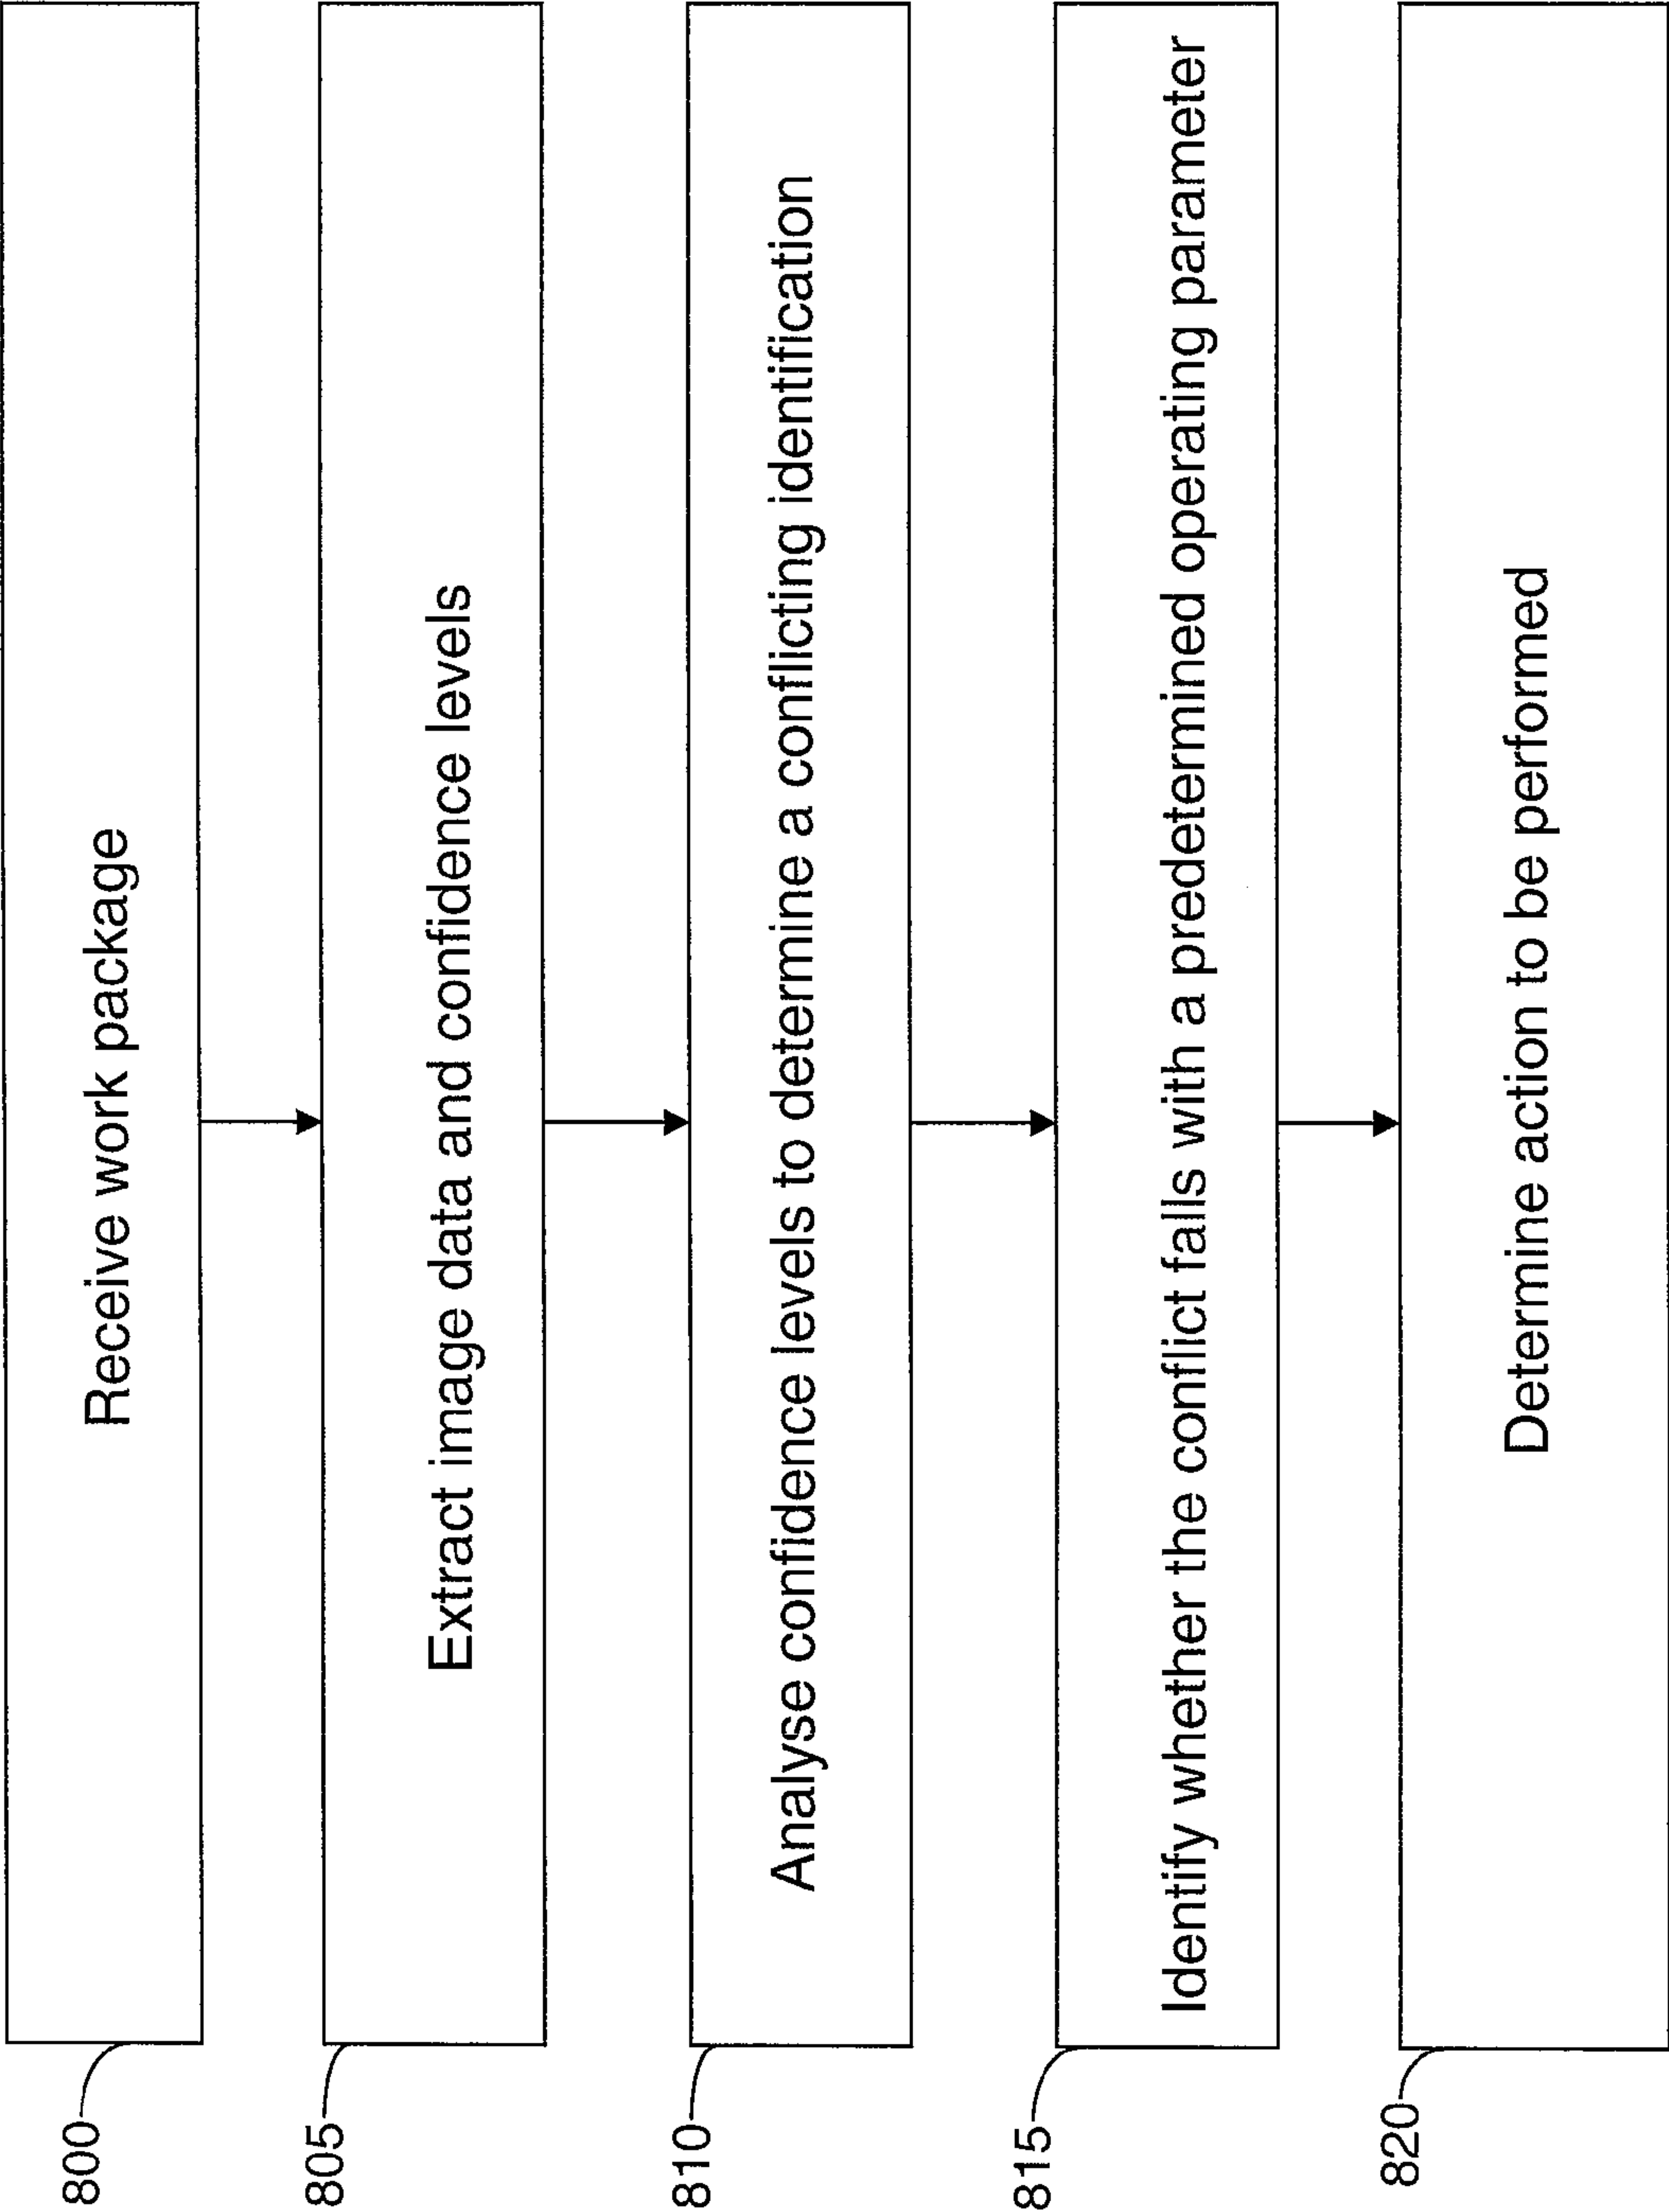 800
Receive work package
805
Extract image data and confidence levels
810
Analyse confidence levels to determine a conflicting identification
815
Identify whether the conflict falls with a predetermined operating parameter
820
Determine action to be performed